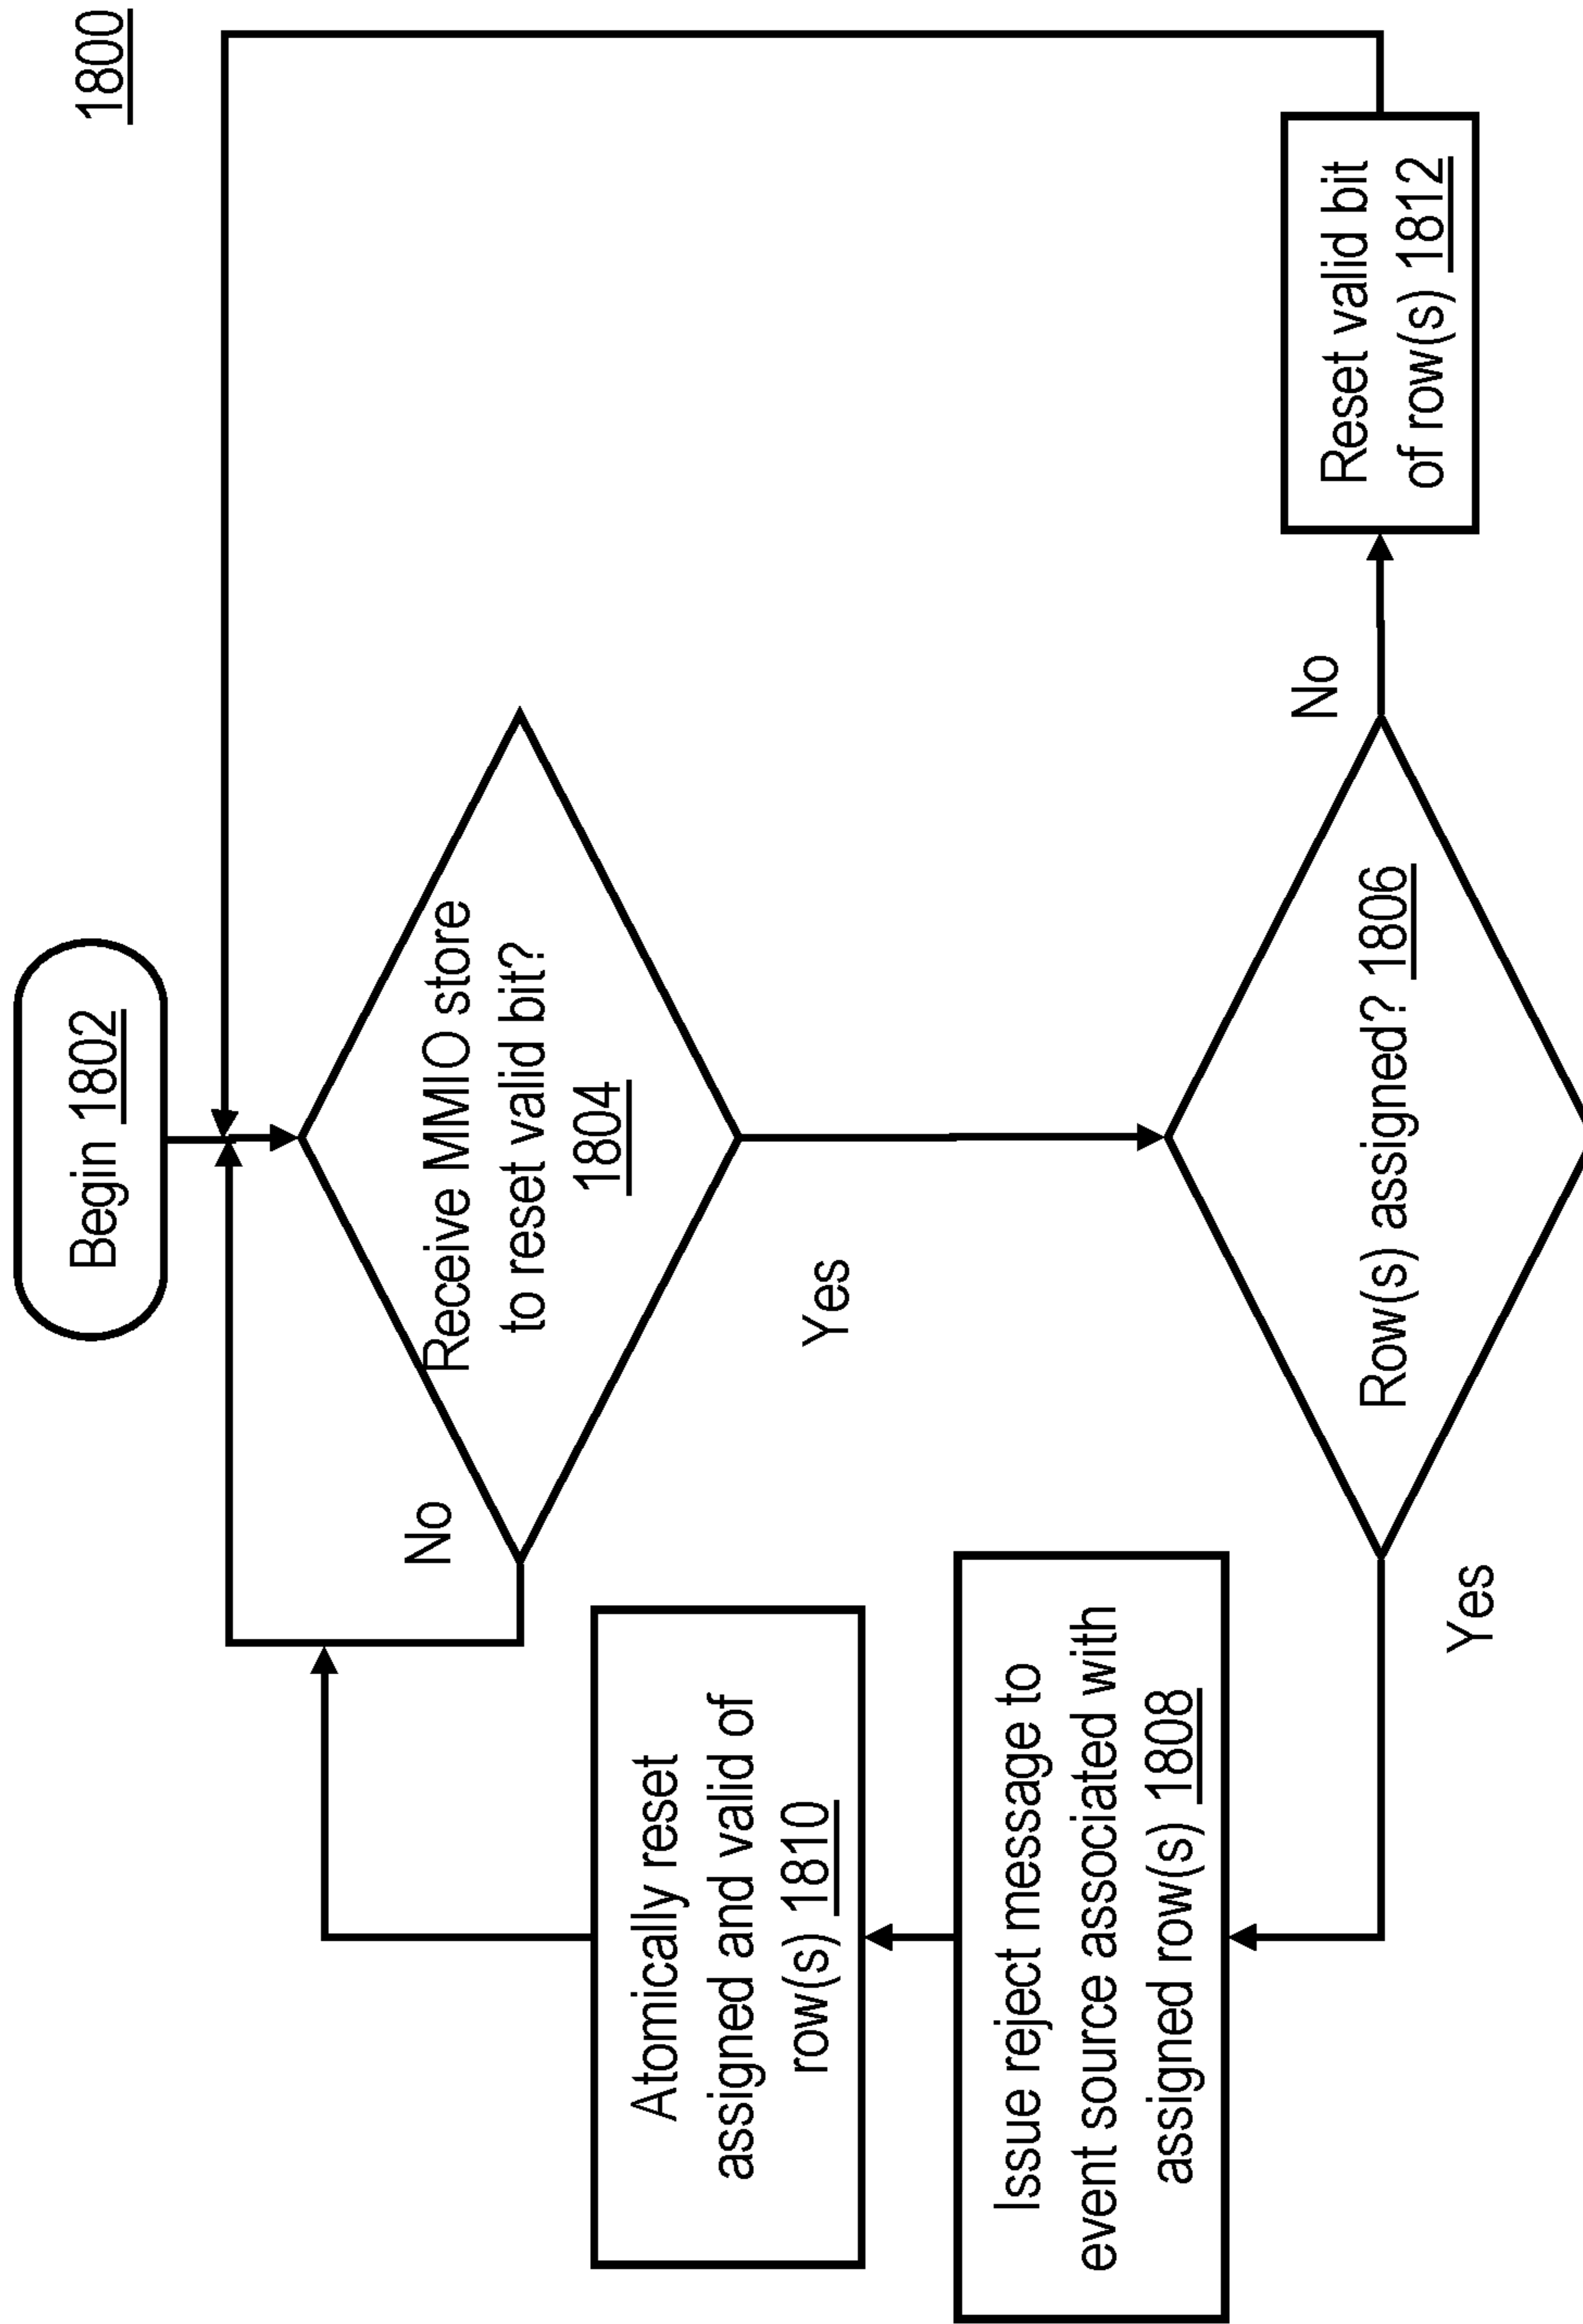 1800
Begin 1802
Receive MMIO store
to reset valid bit?
1804
No
Yes
Row(s) assigned? 1806
No
Yes
Reset valid bit
of row(s) 1812
Issue reject message to
event source associated with
assigned row(s) 1808
Atomically reset
assigned and valid of
row(s) 1810